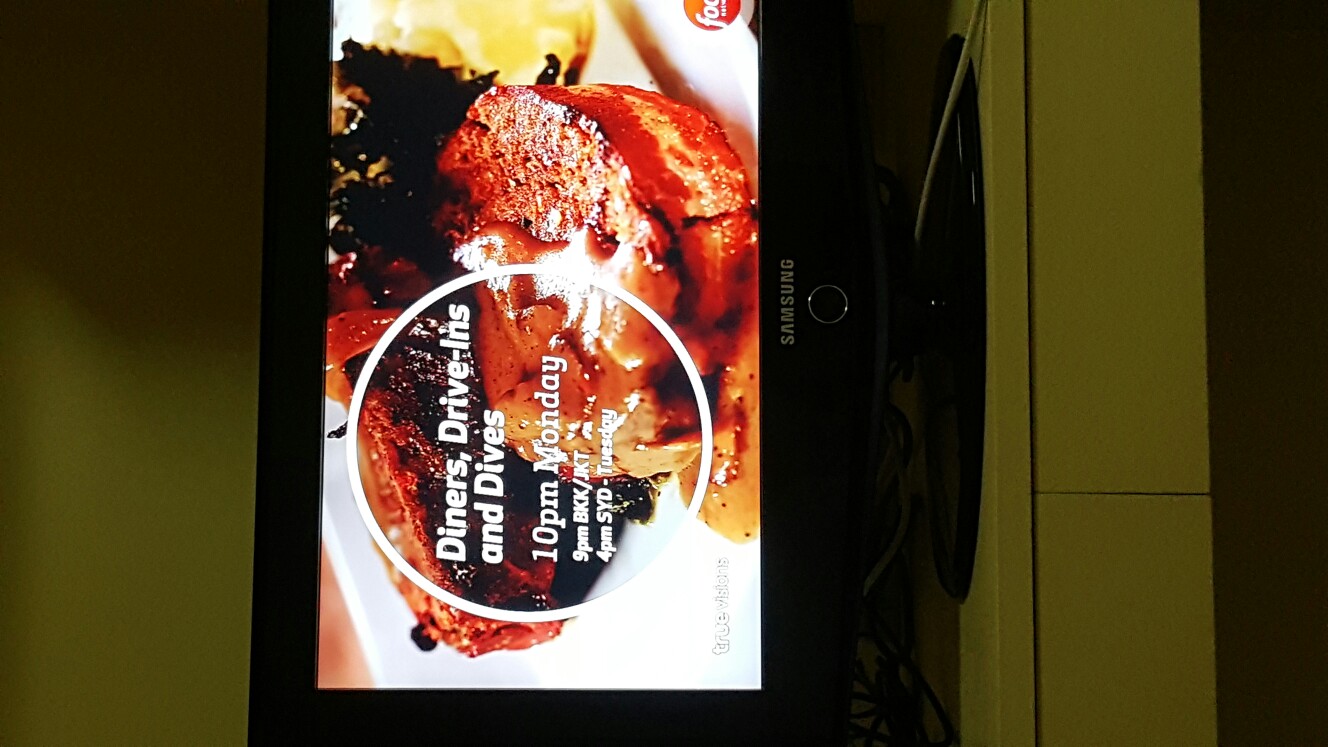 Diners, Drive-Ins
and Dives
10pm Monday
9pm BKK/JKT
4pm SYD - Tuesday
truevisions
SAMSUNG